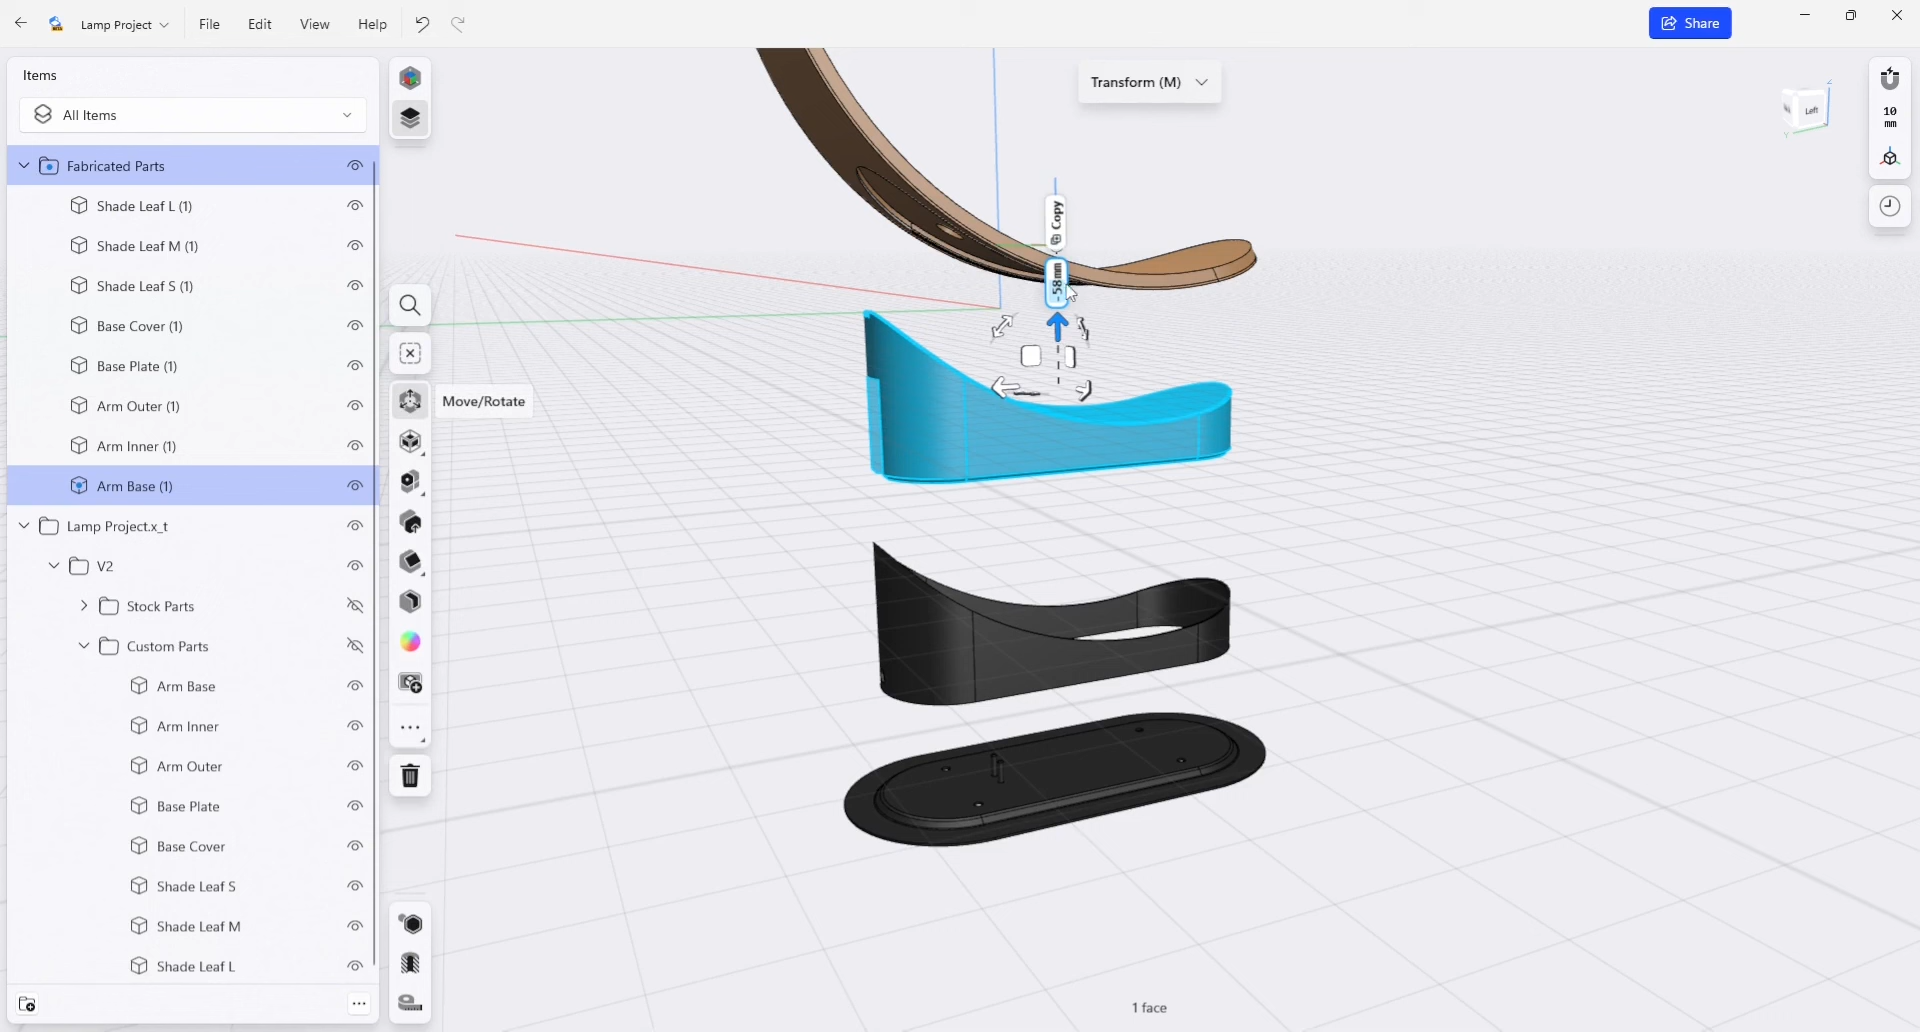 Lamp Project
File
Edit
View
Help
Share
Items
All Items
Fabricated Parts
Shade Leaf L (1)
Shade Leaf M (1)
Shade Leaf S (1)
Base Cover (1)
Base Plate (1)
Arm Outer (1)
Arm Inner (1)
Arm Base (1)
Lamp Project.x_t
V2
Stock Parts
Custom Parts
Arm Base
Arm Inner
Arm Outer
Base Plate
Base Cover
Shade Leaf S
Shade Leaf M
Shade Leaf L
Move/Rotate
Transform (M)
Copy
-58mm
Left
Z
Y
10
mm
1 face